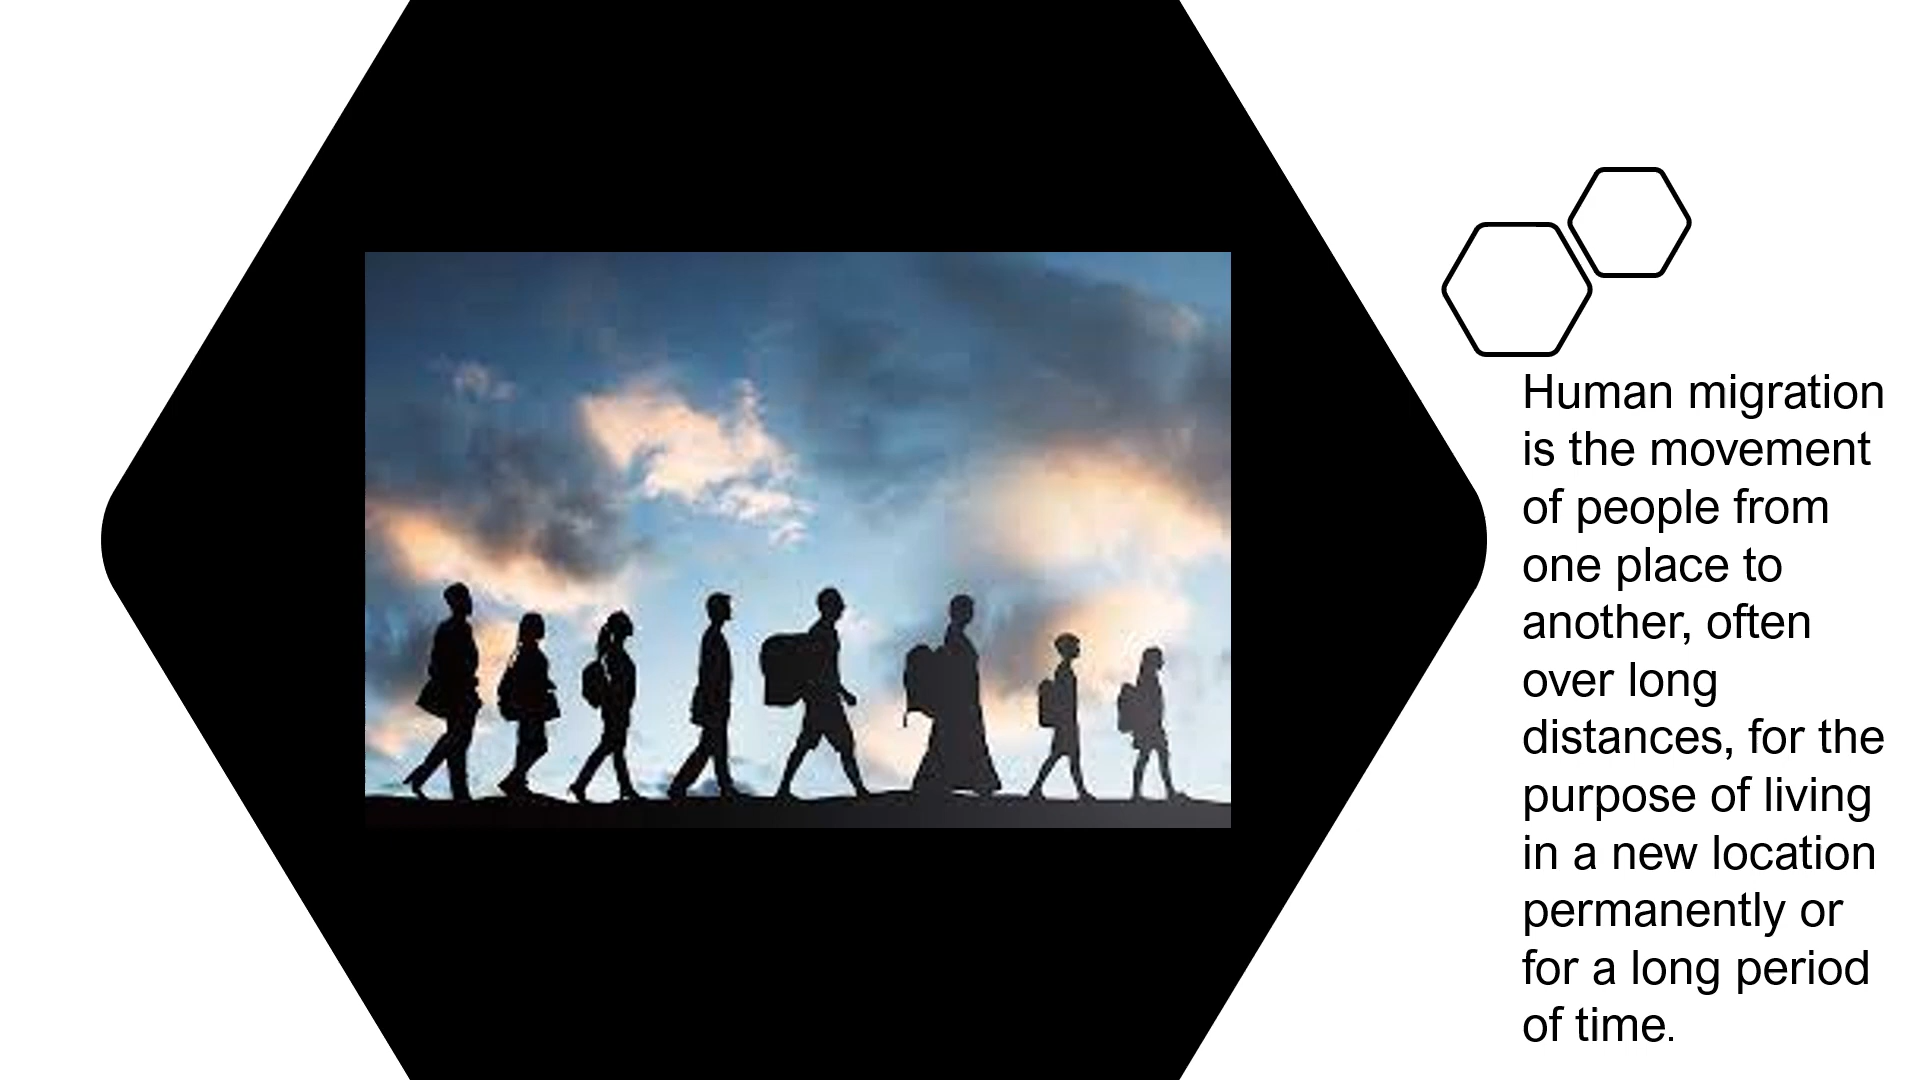 Human migration
is the movement
of people from
one place to
another, often
over long
distances, for the
purpose of living
in a new location
permanently or
for a long period
of time.